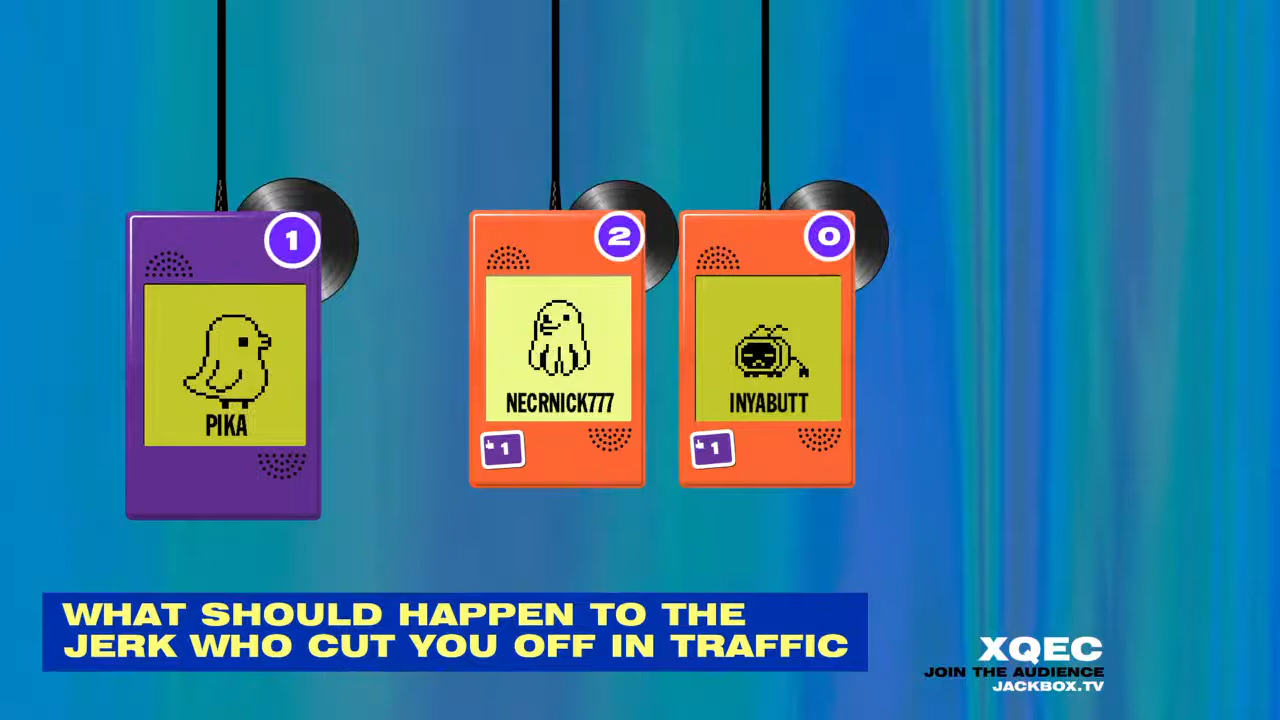 1
2
0
PIKA
NECRNICK777
INYABUTT
1
1
WHAT SHOULD HAPPEN TO THE
JERK WHO CUT YOU OFF IN TRAFFIC
XQEC
JOIN THE AUDIENCE
JACKBOX.TV